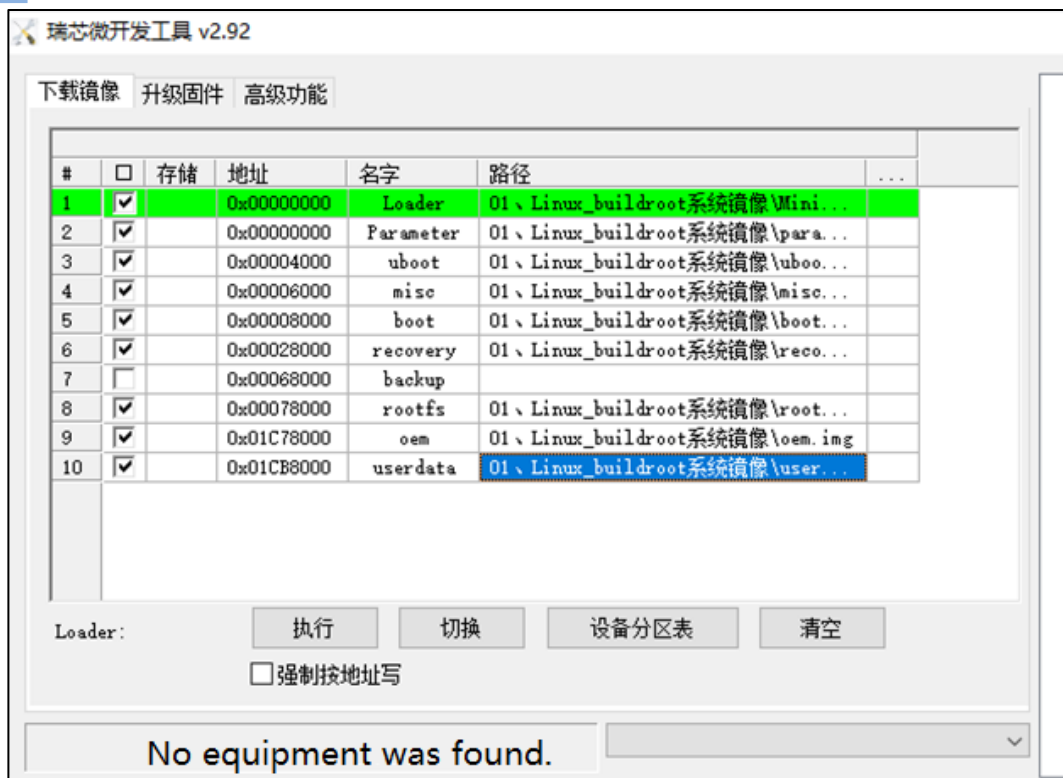 瑞芯微开发工具 v2.92
下载镜像 升级固件 高级功能
# 存储 地址 名字 路径 ...
1 0x00000000 Loader 01、Linux_buildroot系统镜像\Mini...
2 0x00000000 Parameter 01、Linux_buildroot系统镜像\para...
3 0x00004000 uboot 01、Linux_buildroot系统镜像\uboo...
4 0x00006000 misc 01、Linux_buildroot系统镜像\misc...
5 0x00008000 boot 01、Linux_buildroot系统镜像\boot...
6 0x00028000 recovery 01、Linux_buildroot系统镜像\reco...
7 0x00068000 backup
8 0x00078000 rootfs 01、Linux_buildroot系统镜像\root...
9 0x01C78000 oem 01、Linux_buildroot系统镜像\oem.img
10 0x01CB8000 userdata 01、Linux_buildroot系统镜像\user...
Loader: 执行 切换 设备分区表 清空
强制按地址写
No equipment was found.